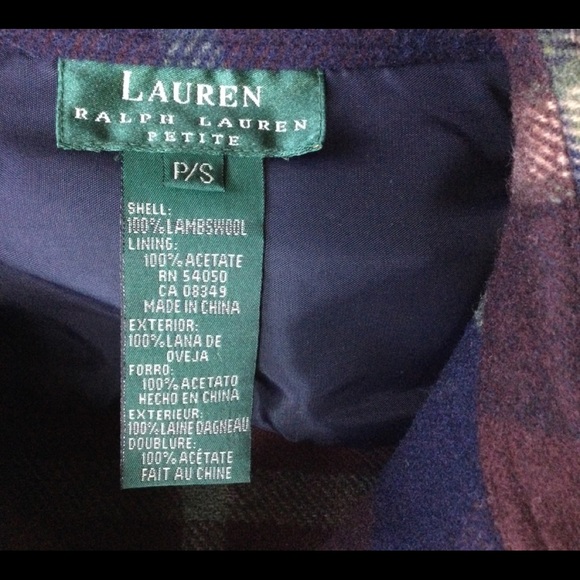 LAUREN
RALPH LAUREN
PETITE
P/S
SHELL:
100% LAMBSWOOL
LINING:
100% ACETATE
RN 54050
CA 08349
MADE IN CHINA
EXTERIOR:
100% LANA DE
OVEJA
FORRO:
100% ACETATO
HECHO EN CHINA
EXTERIEUR:
100% LAINE DAGNEAU
DOUBLURE:
100% ACÉTATE
FAIT AU CHINE